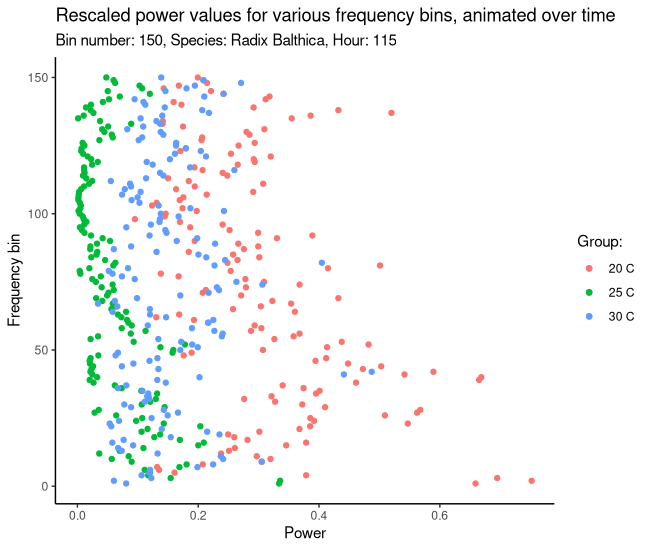 Rescaled power values for various frequency bins, animated over time
Bin number: 150, Species: Radix Balthica, Hour: 115
150
100
50
0
Frequency bin
0.0 0.2 0.4 0.6
Power
Group:
20 C
25 C
30 C